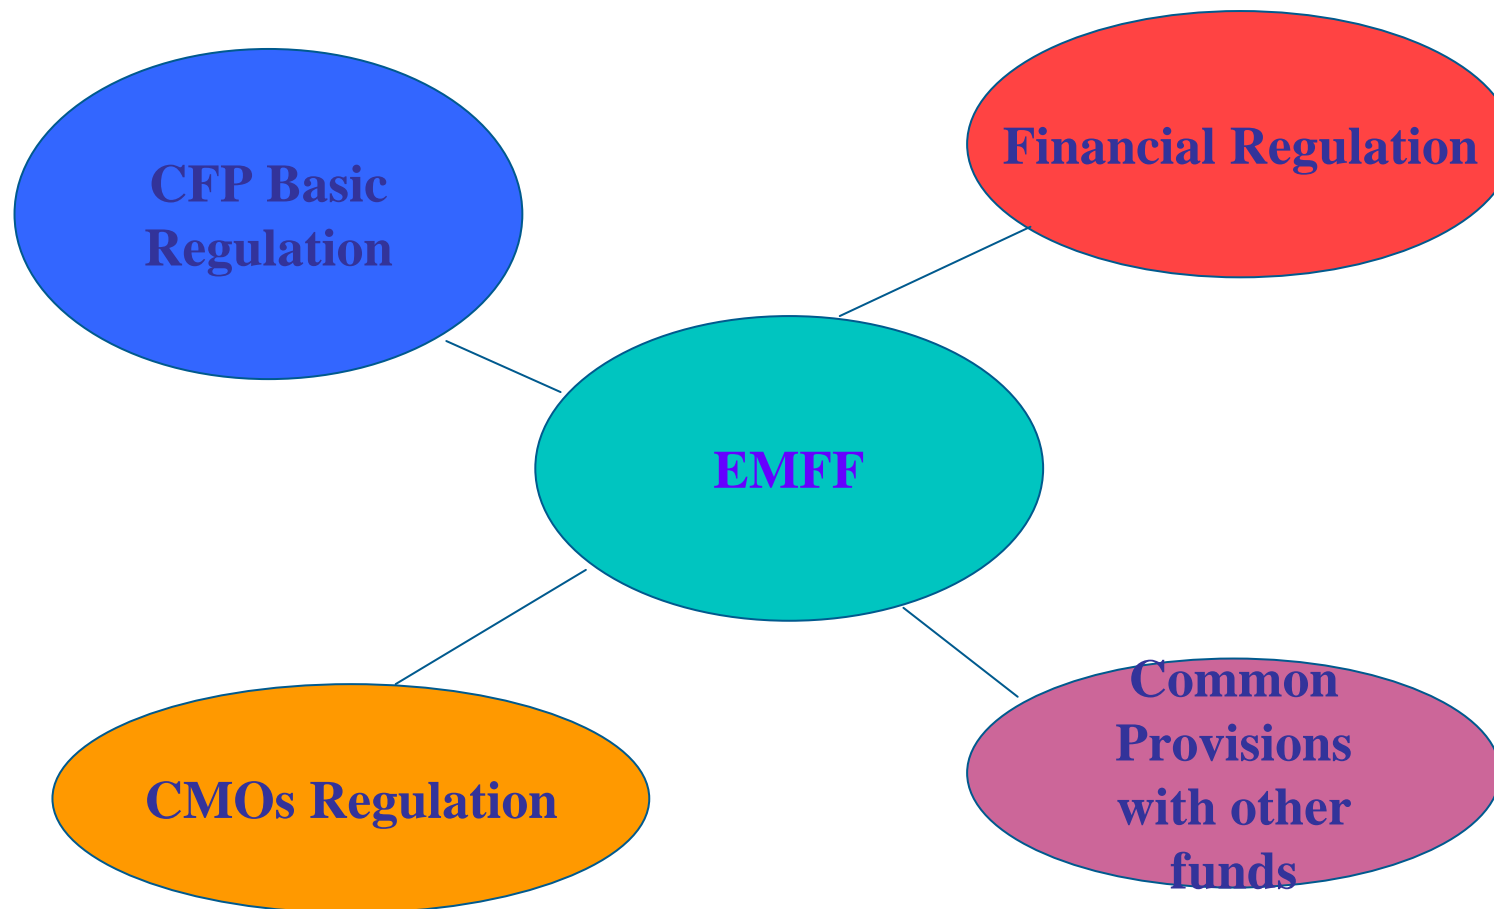 CFP Basic
Regulation
Financial Regulation
EMFF
CMOs Regulation
Common
Provisions
with other
funds